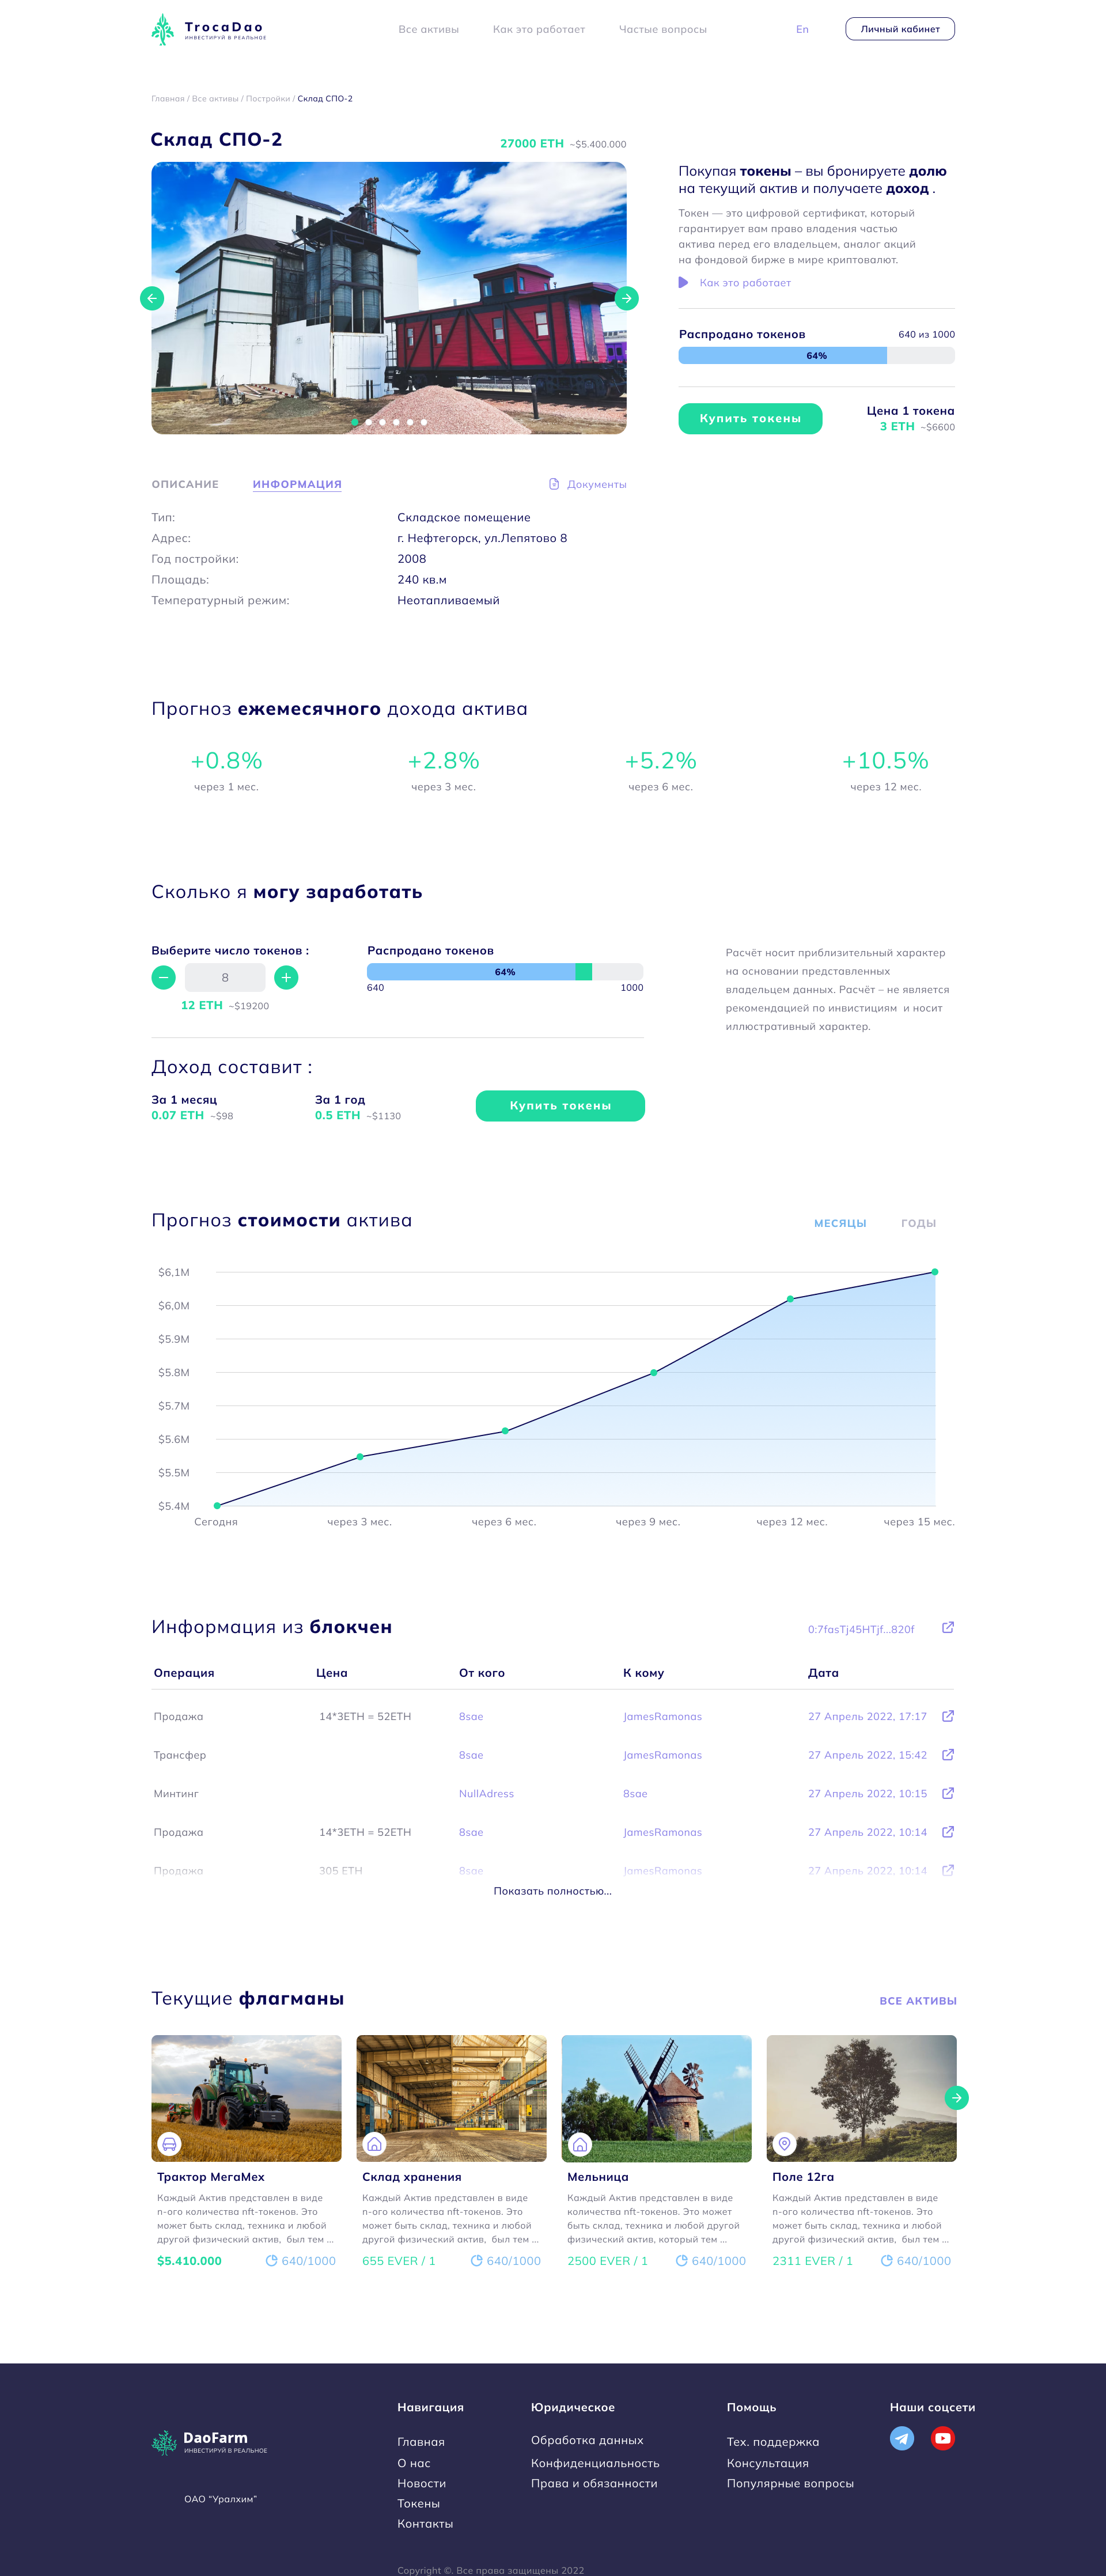 TrocaDao
ИНВЕСТИРУЙ В РЕАЛЬНОЕ
Все активы
Как это работает
Частые вопросы
En
Личный кабинет
Главная / Все активы / Постройки / Склад СПО-2
Склад СПО-2
27000 ETH ~$5.400.000
Покупая токены – вы бронируете долю
на текущий актив и получаете доход .
Токен — это цифровой сертификат, который
гарантирует вам право владения частью
актива перед его владельцем, аналог акций
на фондовой бирже в мире криптовалют.
Как это работает
Распродано токенов
640 из 1000
64%
Купить токены
Цена 1 токена
3 ETH ~$6600
ОПИСАНИЕ
ИНФОРМАЦИЯ
Документы
Тип:
Складское помещение
Адрес:
г. Нефтегорск, ул.Лепятово 8
Год постройки:
2008
Площадь:
240 кв.м
Температурный режим:
Неотапливаемый
Прогноз ежемесячного дохода актива
+0.8%
+2.8%
+5.2%
+10.5%
через 1 мес.
через 3 мес.
через 6 мес.
через 12 мес.
Сколько я могу заработать
Выберите число токенов :
8
12 ETH ~$19200
Распродано токенов
64%
640
1000
Расчёт носит приблизительный характер
на основании представленных
владельцем данных. Расчёт – не является
рекомендацией по инвистициям и носит
иллюстративный характер.
Доход составит :
За 1 месяц
0.07 ETH ~$98
За 1 год
0.5 ETH ~$1130
Купить токены
Прогноз стоимости актива
МЕСЯЦЫ
ГОДЫ
$6,1M
$6,0M
$5.9M
$5.8M
$5.7M
$5.6M
$5.5M
$5.4M
Сегодня
через 3 мес.
через 6 мес.
через 9 мес.
через 12 мес.
через 15 мес.
Информация из блокчен
0:7fasTj45HTjf...820f
Операция
Цена
От кого
К кому
Дата
Продажа
14*3ETH = 52ETH
8sae
JamesRamonas
27 Апрель 2022, 17:17
Трансфер
8sae
JamesRamonas
27 Апрель 2022, 15:42
Минтинг
NullAdress
8sae
27 Апрель 2022, 10:15
Продажа
14*3ETH = 52ETH
8sae
JamesRamonas
27 Апрель 2022, 10:14
Продажа
305 ETH
8sae
JamesRamonas
27 Апрель 2022, 10:14
Показать полностью...
Текущие флагманы
ВСЕ АКТИВЫ
Трактор МегаМех
Каждый Актив представлен в виде
n-ого количества nft-токенов. Это
может быть склад, техника и любой
другой физический актив, был тем ...
$5.410.000
640/1000
Склад хранения
Каждый Актив представлен в виде
n-ого количества nft-токенов. Это
может быть склад, техника и любой
другой физический актив, был тем ...
655 EVER / 1
640/1000
Мельница
Каждый Актив представлен в виде
количества nft-токенов. Это может
быть склад, техника и любой другой
физический актив, который тем ...
2500 EVER / 1
640/1000
Поле 12га
Каждый Актив представлен в виде
n-ого количества nft-токенов. Это
может быть склад, техника и любой
другой физический актив, был тем ...
2311 EVER / 1
640/1000
DaoFarm
ИНВЕСТИРУЙ В РЕАЛЬНОЕ
ОАО “Уралхим”
Навигация
Главная
О нас
Новости
Токены
Контакты
Юридическое
Обработка данных
Конфиденциальность
Права и обязанности
Помощь
Тех. поддержка
Консультация
Популярные вопросы
Наши соцсети
Copyright ©. Все права защищены 2022